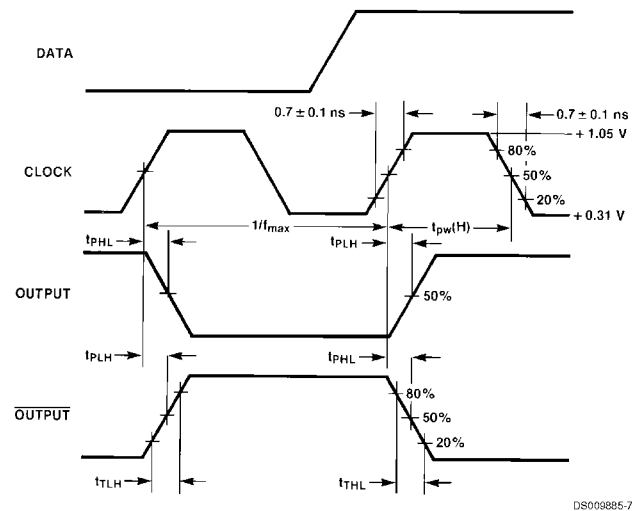 DATA
0.7 ± 0.1 ns
0.7 ± 0.1 ns
+ 1.05 V
CLOCK
80%
50%
20%
+ 0.31 V
1/fmax
tpw(H)
tPHL
tPLH
OUTPUT
50%
tPLH
tPHL
OUTPUT
80%
50%
20%
tTLH
tTHL
DS009885-7